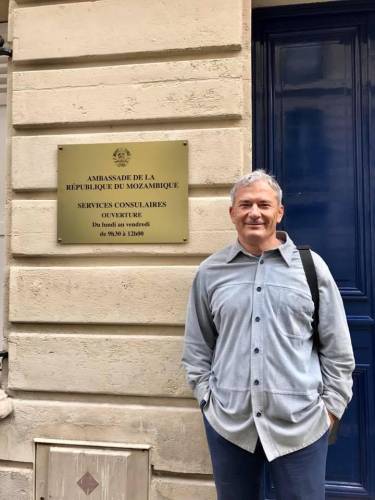 AMBASSADE DE LA
RÉPUBLIQUE DU MOZAMBIQUE
SERVICES CONSULAIRES
OUVERTURE
Du lundi au vendredi
de 9h30 à 12h00